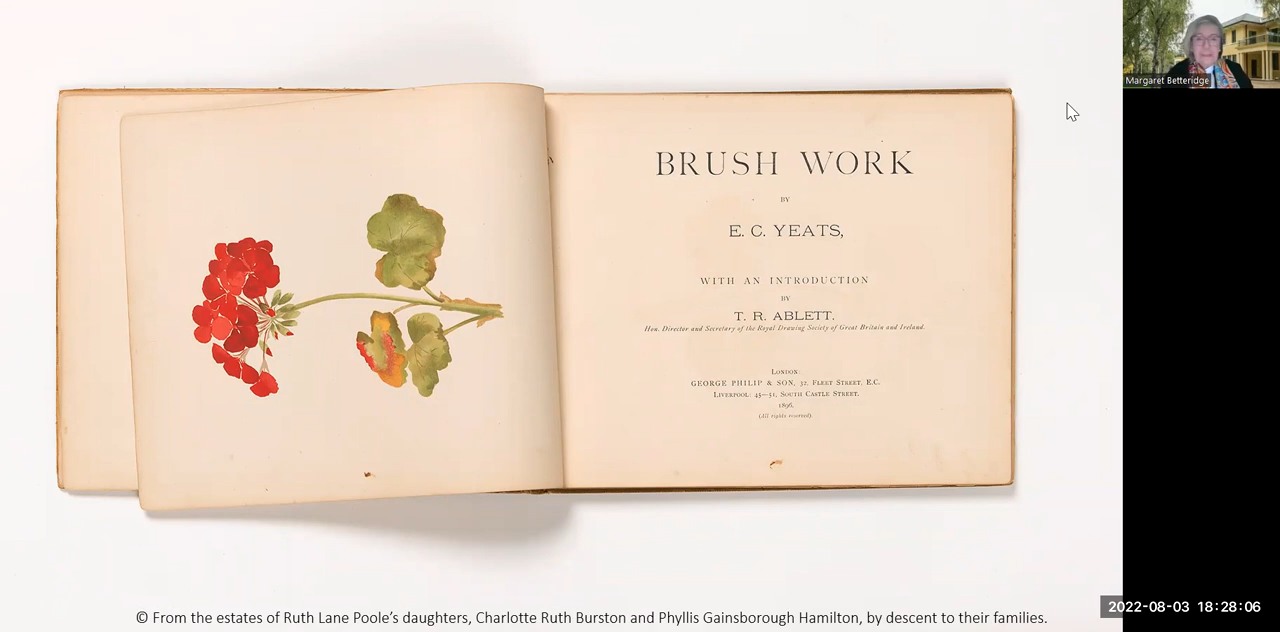 BRUSH WORK
BY
E. C. YEATS,
WITH AN INTRODUCTION
BY
T. R. ABLETT.
Hon. Director and Secretary of the Royal Drawing Society of Great Britain and Ireland.
London:
GEORGE PHILIP & SON, 32, Fleet Street, E.C.
Liverpool: 45—51, South Castle Street.
1896.
(All rights reserved)
© From the estates of Ruth Lane Poole's daughters, Charlotte Ruth Burston and Phyllis Gainsborough Hamilton, by descent to their families.
Margaret Betteridge
2022-08-03 18:28:06